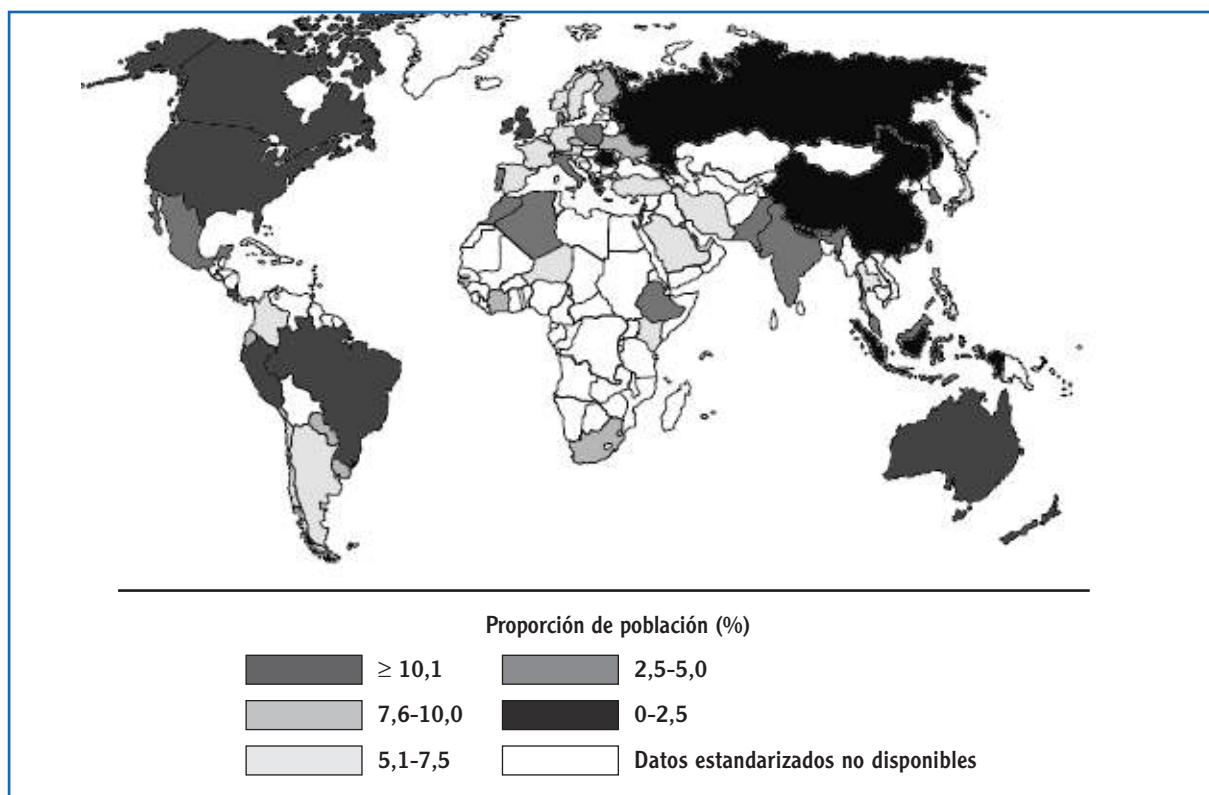 Proporción de población (%)
≥ 10,1
7,6-10,0
5,1-7,5
2,5-5,0
0-2,5
Datos estandarizados no disponibles